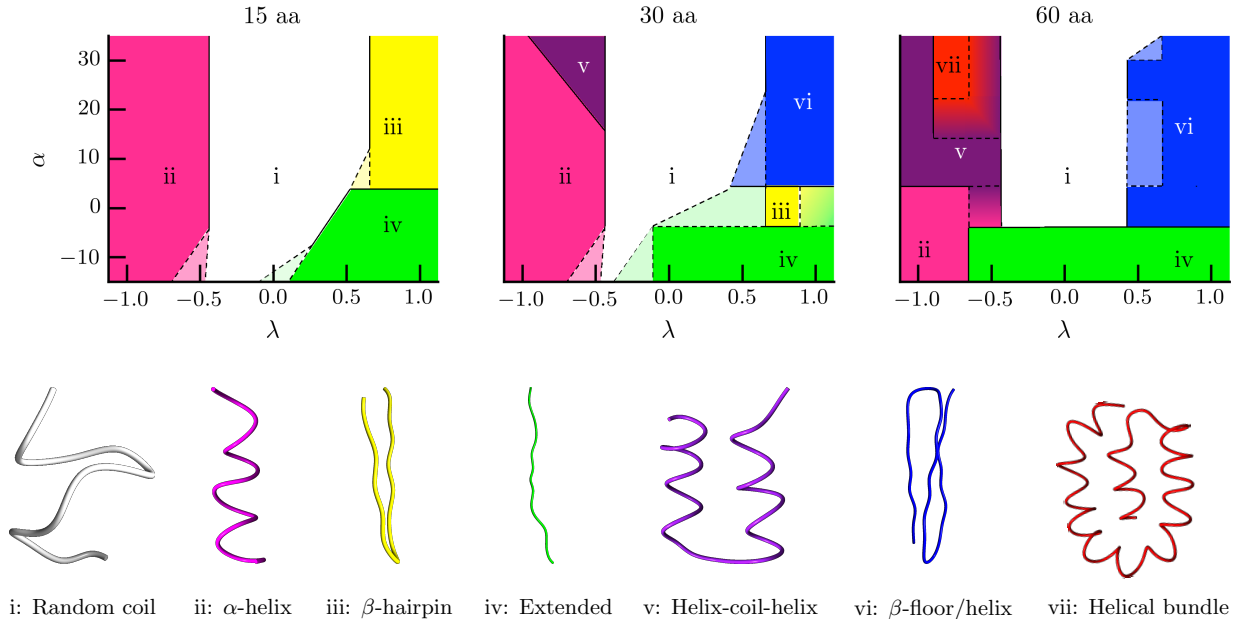 15 aa
30 aa
60 aa
30
20
10
0
−10
α
ii
i
iii
iv
−1.0
−0.5
0.0
0.5
1.0
λ
v
vi
ii
i
iii
iv
−1.0
−0.5
0.0
0.5
1.0
λ
vii
v
vi
i
ii
iv
−1.0
−0.5
0.0
0.5
1.0
λ
i: Random coil
ii: α-helix
iii: β-hairpin
iv: Extended
v: Helix-coil-helix
vi: β-floor/helix
vii: Helical bundle